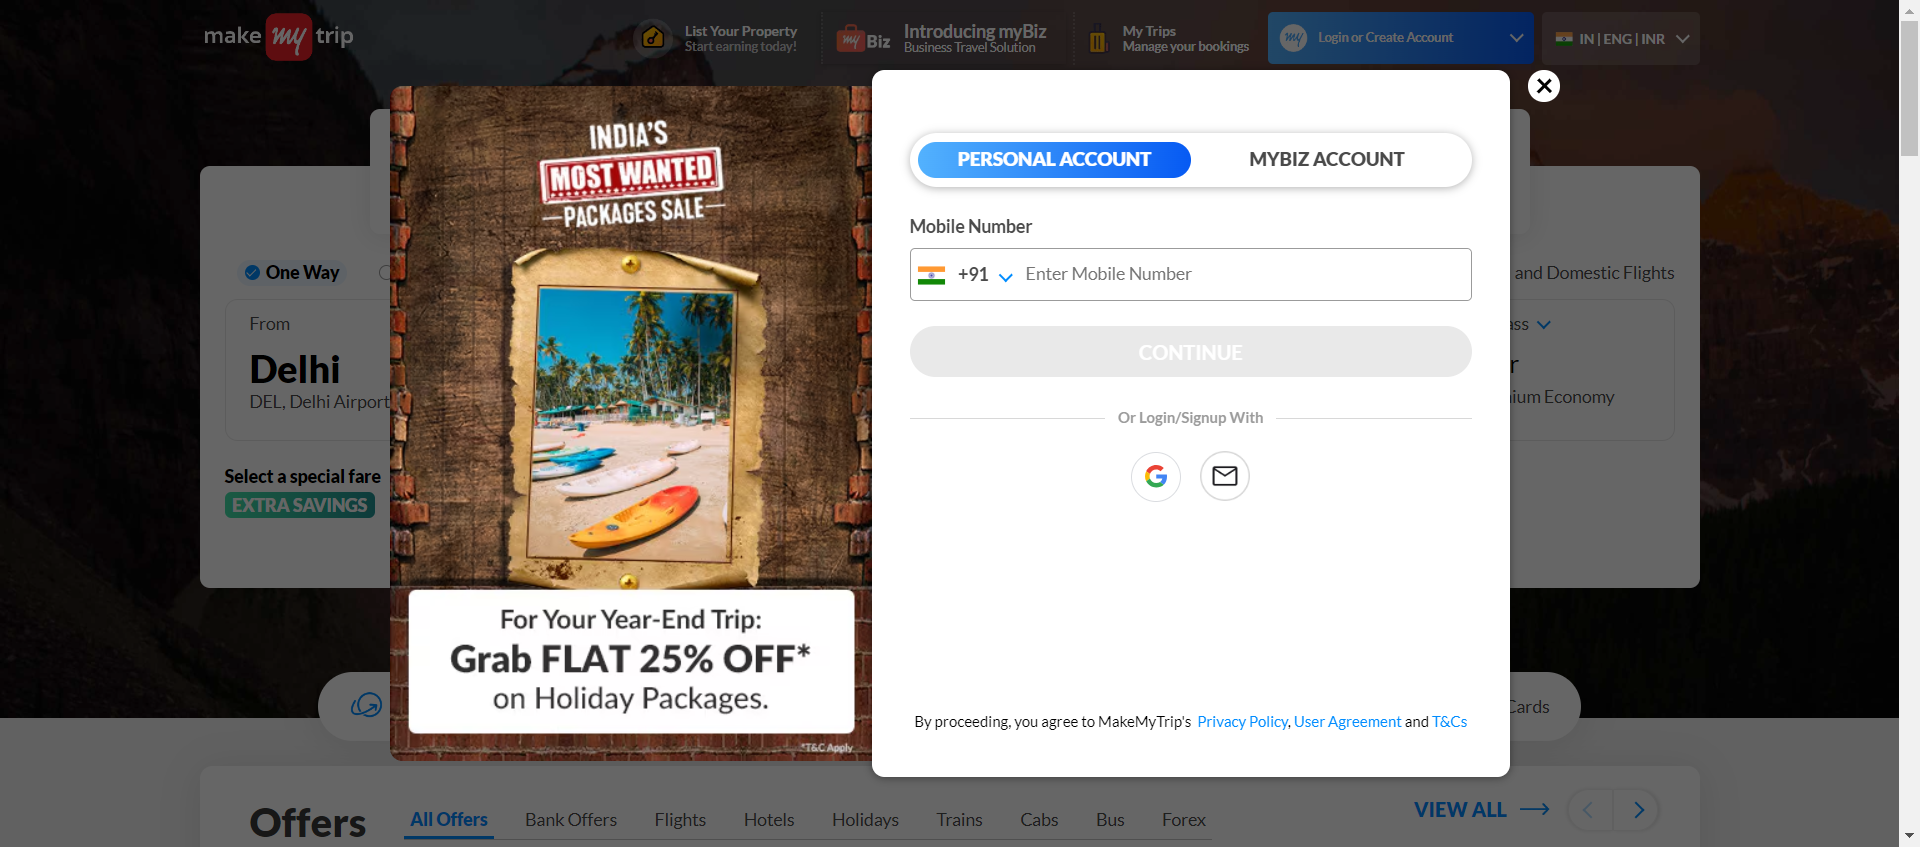 make my trip
List Your Property
Start earning today!
my Biz
Introducing myBiz
Business Travel Solution
My Trips
Manage your bookings
my
Login or Create Account
IN | ENG | INR
INDIA'S
MOST WANTED
PACKAGES SALE
For Your Year-End Trip:
Grab FLAT 25% OFF*
on Holiday Packages.
*T&C Apply
PERSONAL ACCOUNT
MYBIZ ACCOUNT
Mobile Number
+91
Enter Mobile Number
CONTINUE
Or Login/Signup With
By proceeding, you agree to MakeMyTrip's Privacy Policy, User Agreement and T&Cs
One Way
and Domestic Flights
From
Delhi
DEL, Delhi Airport
Economy
Select a special fare
EXTRA SAVINGS
Cards
Offers
All Offers
Bank Offers
Flights
Hotels
Holidays
Trains
Cabs
Bus
Forex
VIEW ALL